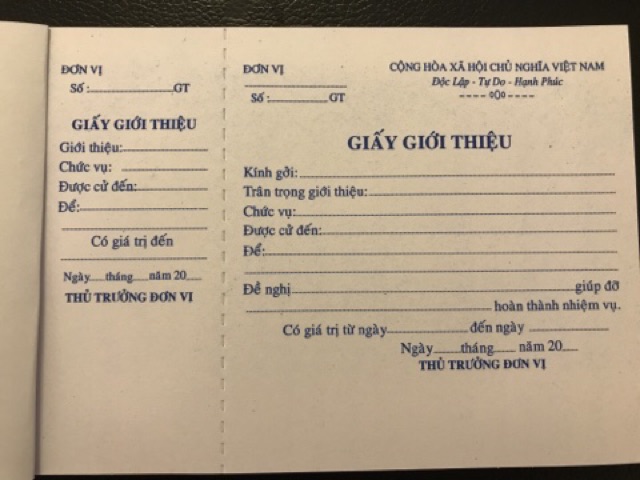 ĐƠN VỊ
Số :....................GT
GIẤY GIỚI THIỆU
Giới thiệu:....................
Chức vụ: ....................
Được cử đến:....................
Để:....................
Có giá trị đến
....................
Ngày.....tháng.....năm 20.....
THỦ TRƯỞNG ĐƠN VỊ
ĐƠN VỊ
....................
Số :.................... GT
CỘNG HÒA XÃ HỘI CHỦ NGHĨA VIỆT NAM
Độc Lập - Tự Do - Hạnh Phúc
---- oOo ----
GIẤY GIỚI THIỆU
Kính gởi:....................
Trân trọng giới thiệu:....................
Chức vụ:....................
Được cử đến:....................
Để:....................
....................
Đề nghị....................giúp đỡ
.................... hoàn thành nhiệm vụ.
Có giá trị từ ngày.................... đến ngày ....................
Ngày.....tháng..... năm 20.....
THỦ TRƯỞNG ĐƠN VỊ